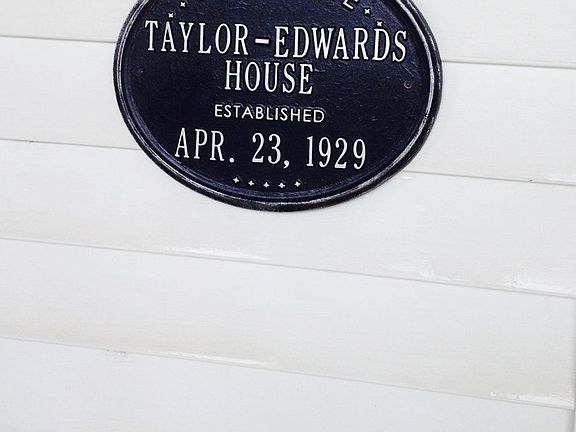 TAYLOR-EDWARDS
HOUSE
ESTABLISHED
APR. 23, 1929